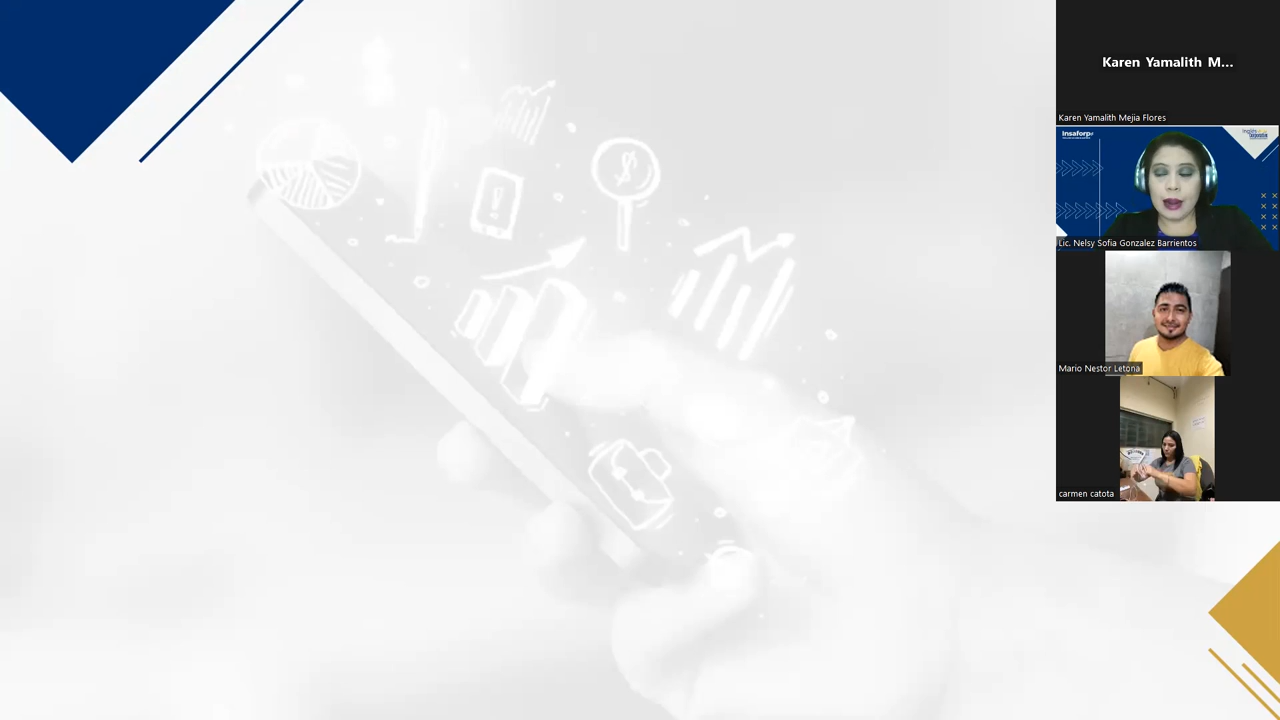 Karen Yamalith M...
Karen Yamalith Mejia Flores
Insaforp
Lic. Nelsy Sofia Gonzalez Barrientos
Mario Nestor Letona
carmen catota